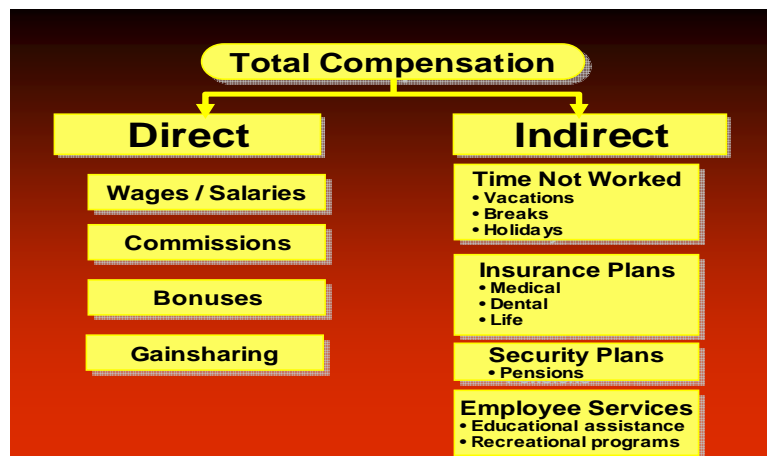 Total Compensation
Direct
Wages / Salaries
Commissions
Bonuses
Gainsharing
Indirect
Time Not Worked
• Vacations
• Breaks
• Holidays
Insurance Plans
• Medical
• Dental
• Life
Security Plans
• Pensions
Employee Services
• Educational assistance
• Recreational programs